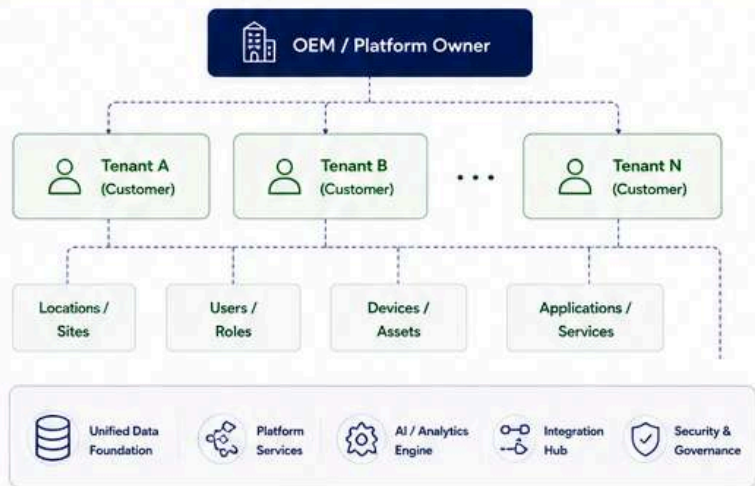 OEM / Platform Owner
Tenant A
(Customer)
Tenant B
(Customer)
...
Tenant N
(Customer)
Locations /
Sites
Users /
Roles
Devices /
Assets
Applications /
Services
Unified Data
Foundation
Platform
Services
AI / Analytics
Engine
Integration
Hub
Security &
Governance